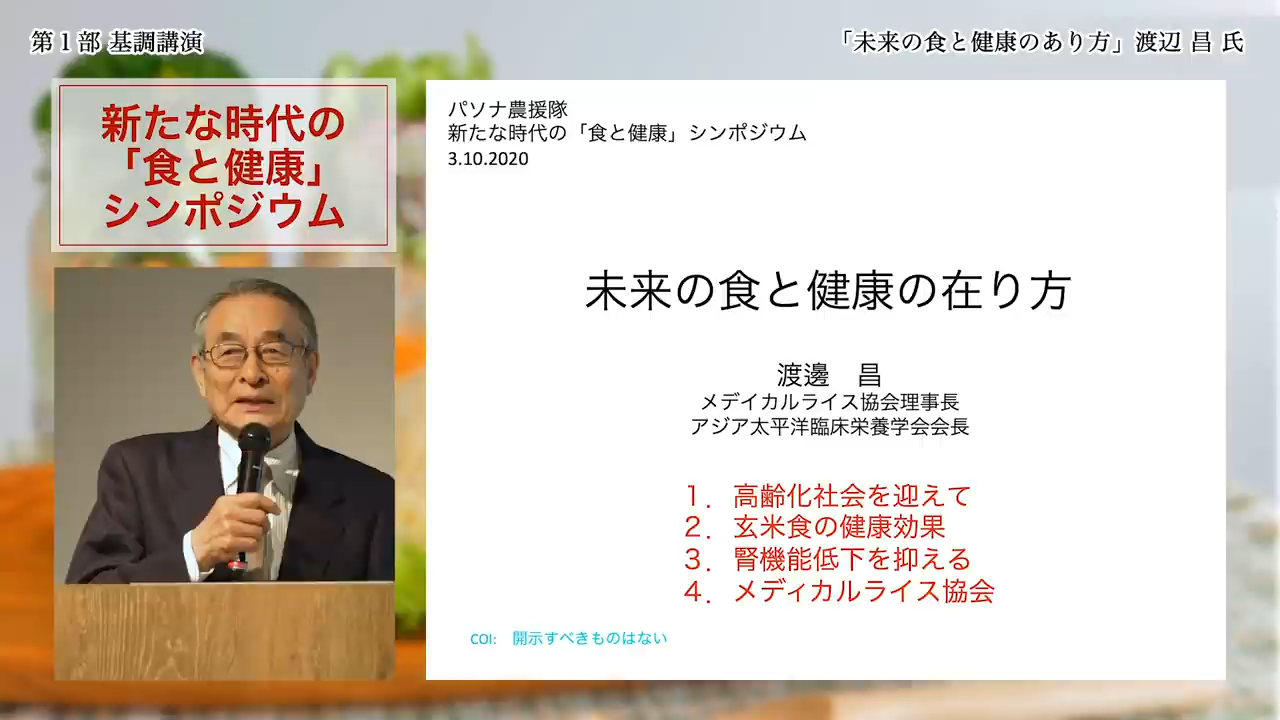 第１部 基調講演
「未来の食と健康のあり方」渡辺 昌 氏
新たな時代の
「食と健康」
シンポジウム
パソナ農援隊
新たな時代の「食と健康」シンポジウム
3.10.2020
未来の食と健康の在り方
渡邊　昌
メデイカルライス協会理事長
アジア太平洋臨床栄養学会会長
１．高齢化社会を迎えて
２．玄米食の健康効果
３．腎機能低下を抑える
４．メディカルライス協会
COI:　開示すべきものはない